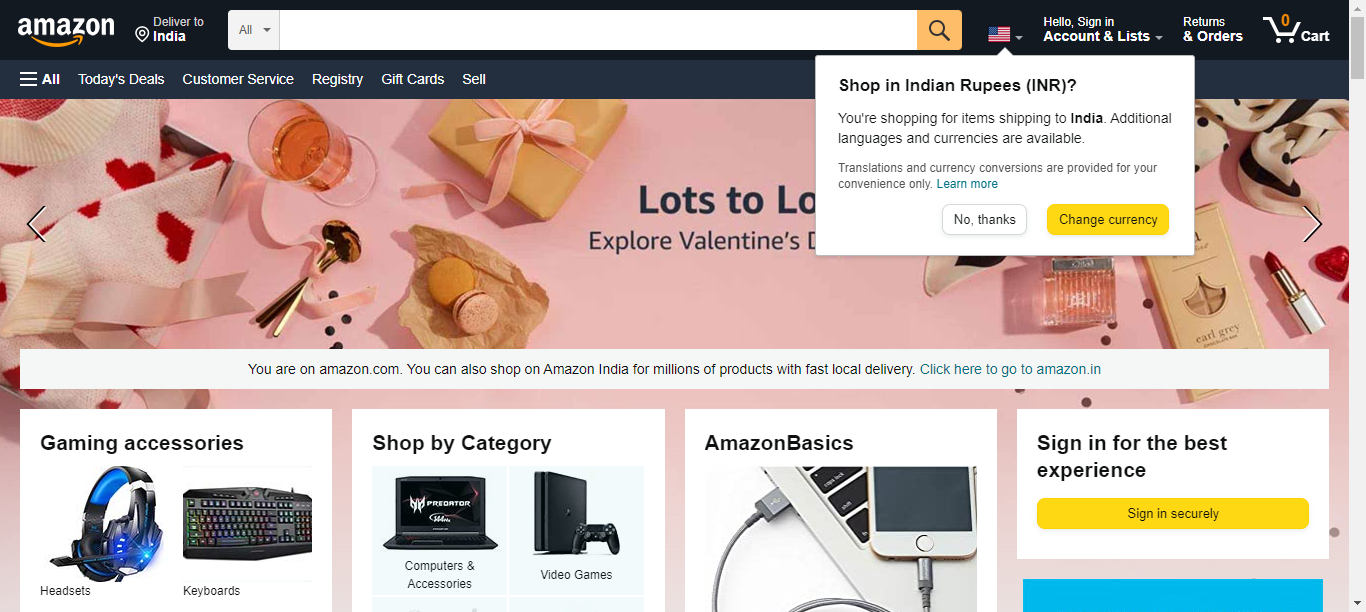 amazon
Deliver to
India
All
Hello, Sign in
Account & Lists
Returns
& Orders
0
Cart
All
Today's Deals
Customer Service
Registry
Gift Cards
Sell
Shop in Indian Rupees (INR)?
You're shopping for items shipping to India. Additional
languages and currencies are available.
Translations and currency conversions are provided for your
convenience only. Learn more
No, thanks
Change currency
Lots to Lo
Explore Valentine's D
earl grey
You are on amazon.com. You can also shop on Amazon India for millions of products with fast local delivery. Click here to go to amazon.in
Gaming accessories
Headsets
Keyboards
Shop by Category
PREDATOR
Computers &
Accessories
Video Games
AmazonBasics
Sign in for the best
experience
Sign in securely